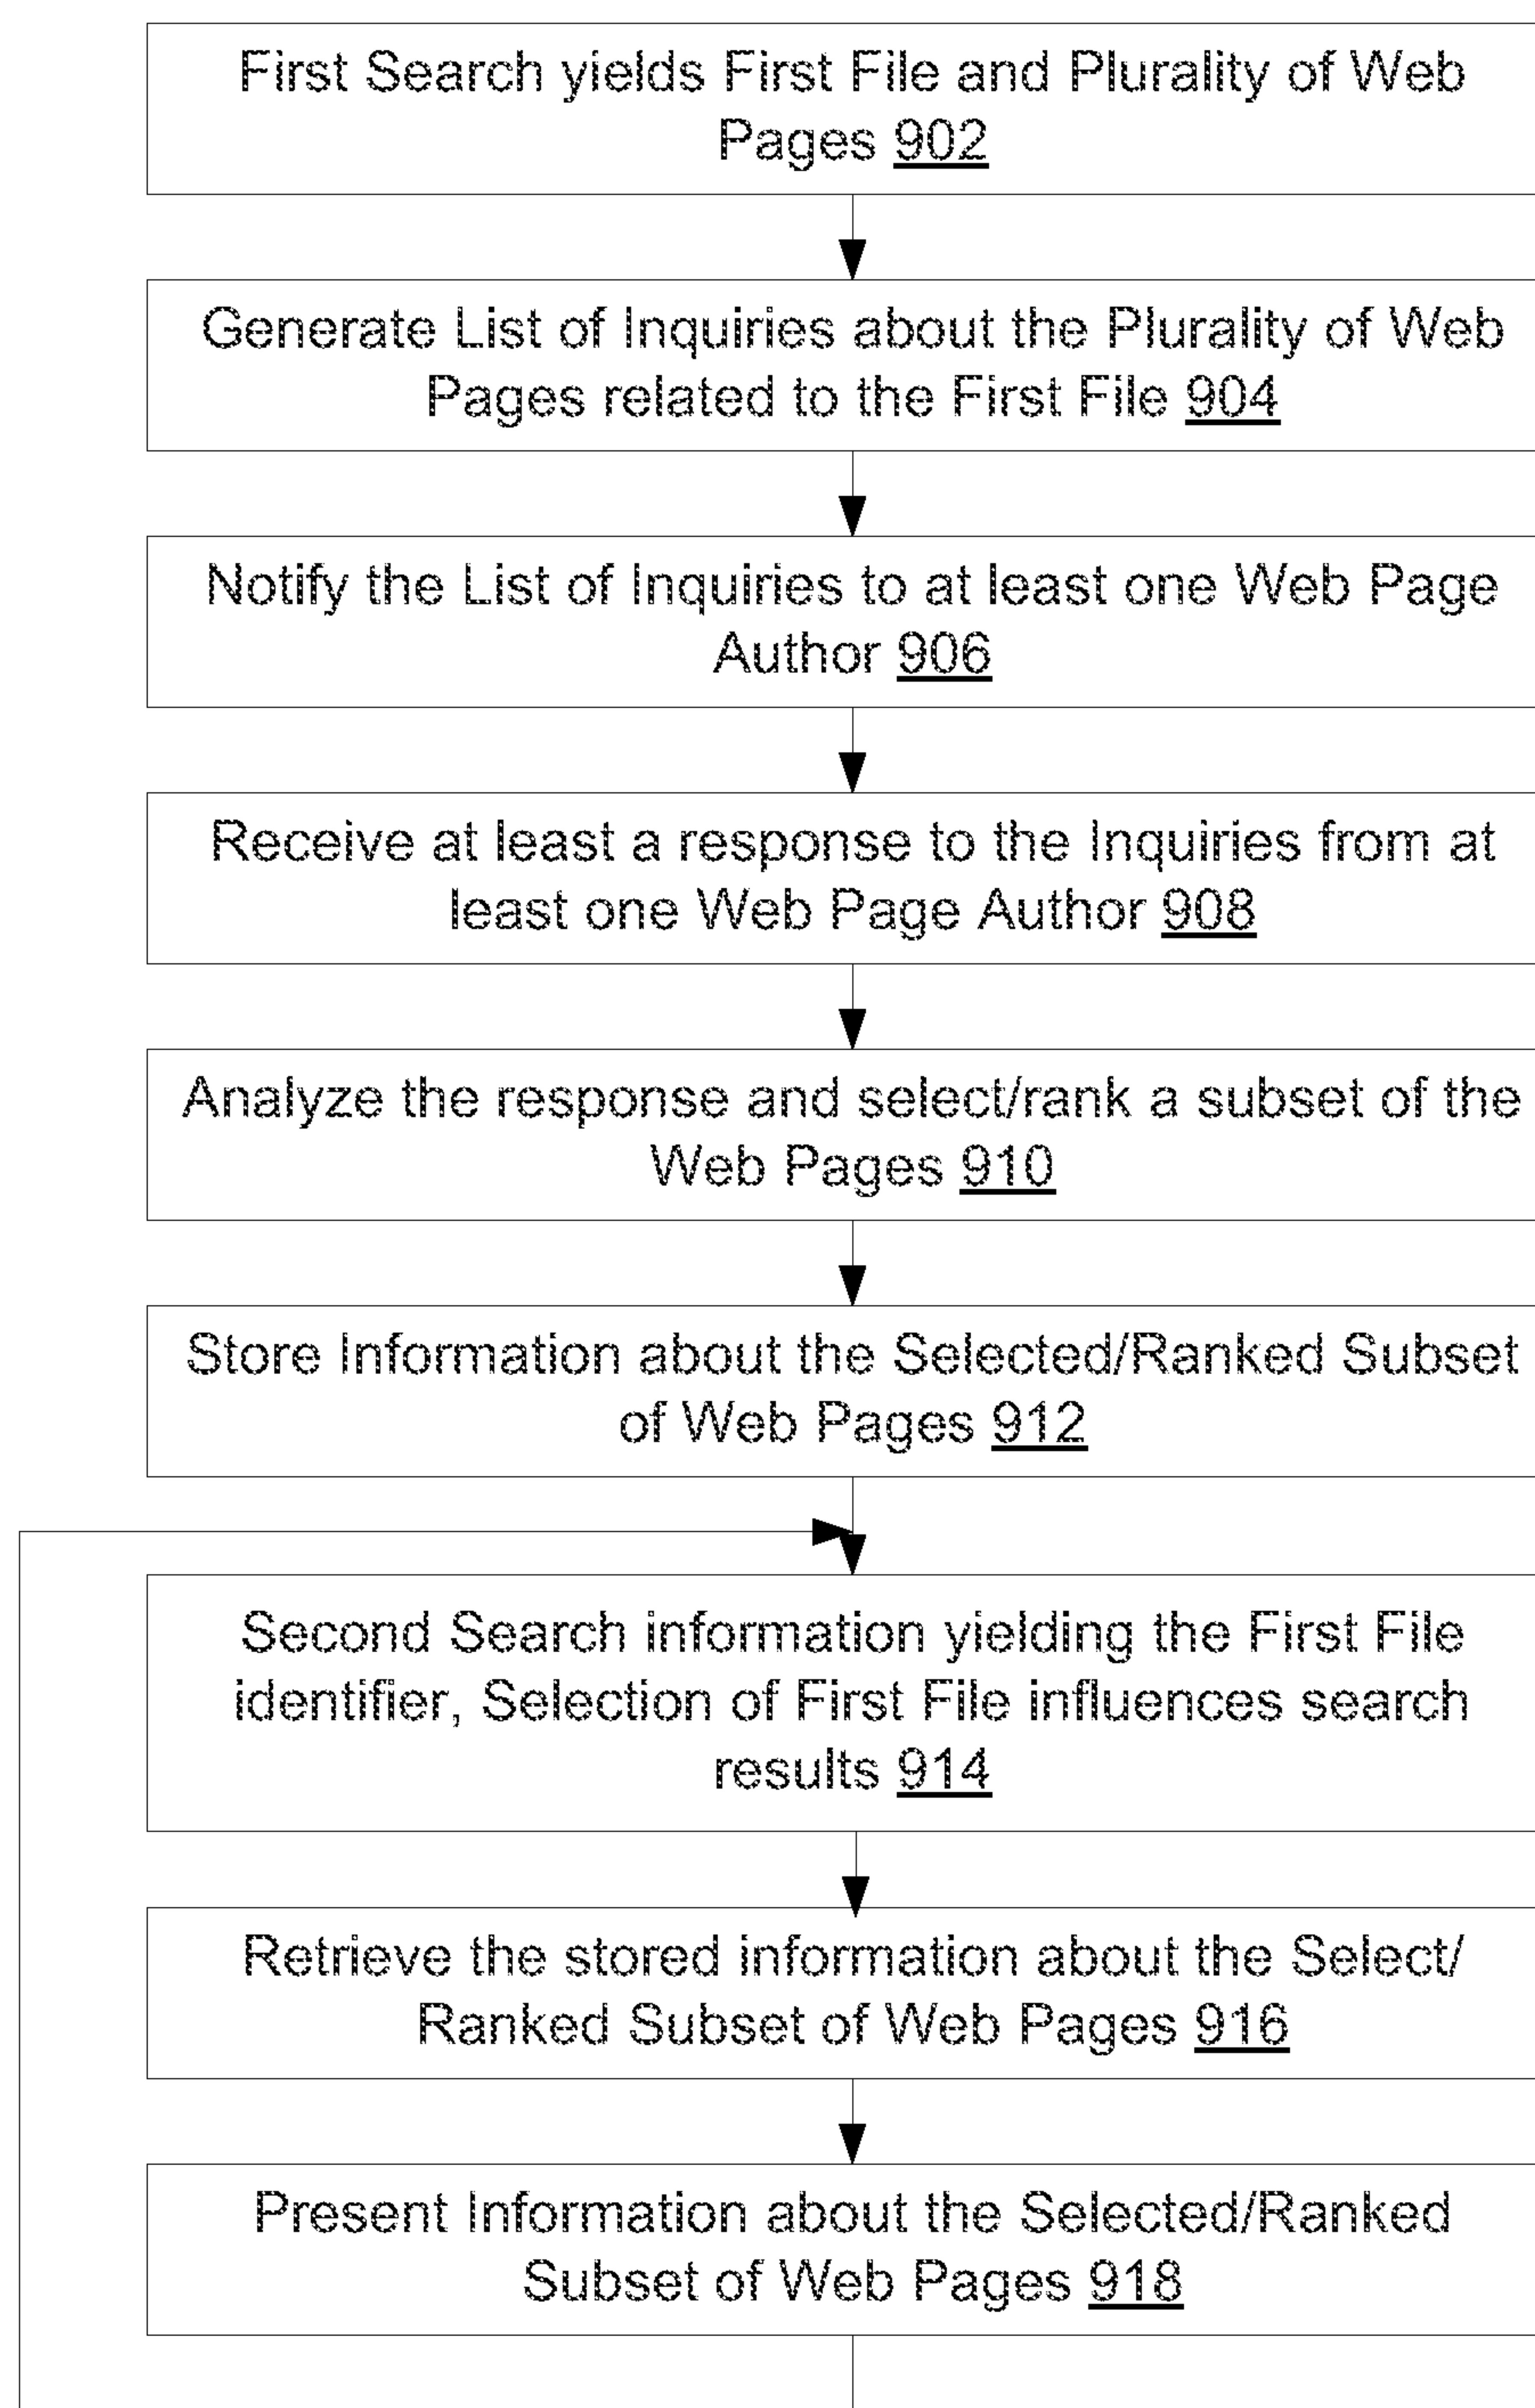 First Search yields First File and Plurality of Web
Pages 902
Generate List of Inquiries about the Plurality of Web
Pages related to the First File 904
Notify the List of Inquiries to at least one Web Page
Author 906
Receive at least a response to the Inquiries from at
least one Web Page Author 908
Analyze the response and select/rank a subset of the
Web Pages 910
Store Information about the Selected/Ranked Subset
of Web Pages 912
Second Search information yielding the First File
identifier, Selection of First File influences search
results 914
Retrieve the stored information about the Select/
Ranked Subset of Web Pages 916
Present Information about the Selected/Ranked
Subset of Web Pages 918